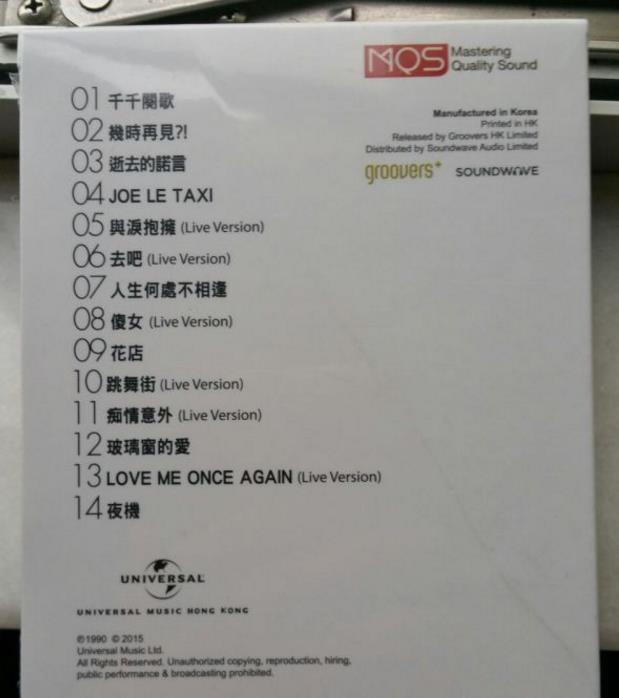 MQS Mastering
Quality Sound
Manufactured in Korea
Printed in HK
Released by Groovers HK Limited
Distributed by Soundwave Audio Limited
groovers+ SOUNDWAVE
01 千千闋歌
02 幾時再見?!
03 逝去的諾言
04 JOE LE TAXI
05 與淚抱擁 (Live Version)
06 去吧 (Live Version)
07 人生何處不相逢
08 傻女 (Live Version)
09 花店
10 跳舞街 (Live Version)
11 痴情意外 (Live Version)
12 玻璃窗的愛
13 LOVE ME ONCE AGAIN (Live Version)
14 夜機
UNIVERSAL
UNIVERSAL MUSIC HONG KONG
℗1990 ©2015
Universal Music Ltd.
All Rights Reserved. Unauthorized copying, reproduction, hiring,
public performance & broadcasting prohibited.